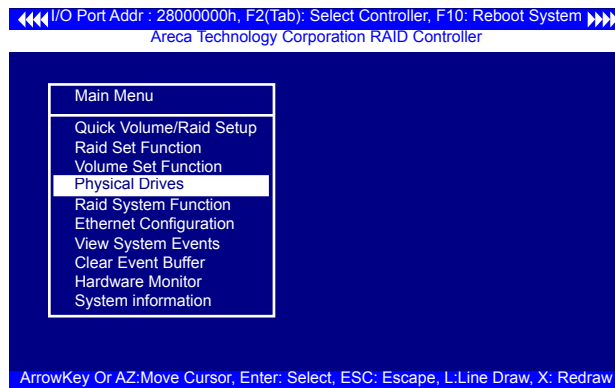 I/O Port Addr : 28000000h, F2(Tab): Select Controller, F10: Reboot System
Areca Technology Corporation RAID Controller
Main Menu
Quick Volume/Raid Setup
Raid Set Function
Volume Set Function
Physical Drives
Raid System Function
Ethernet Configuration
View System Events
Clear Event Buffer
Hardware Monitor
System information
ArrowKey Or AZ:Move Cursor, Enter: Select, ESC: Escape, L:Line Draw, X: Redraw